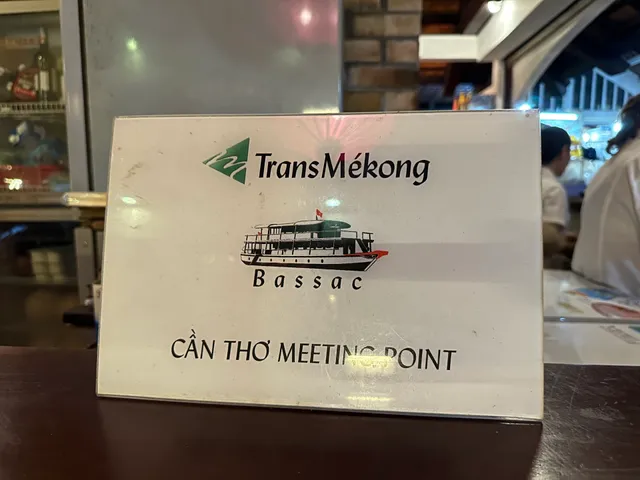 TransMékong
Bassac
CẦN THƠ MEETING POINT